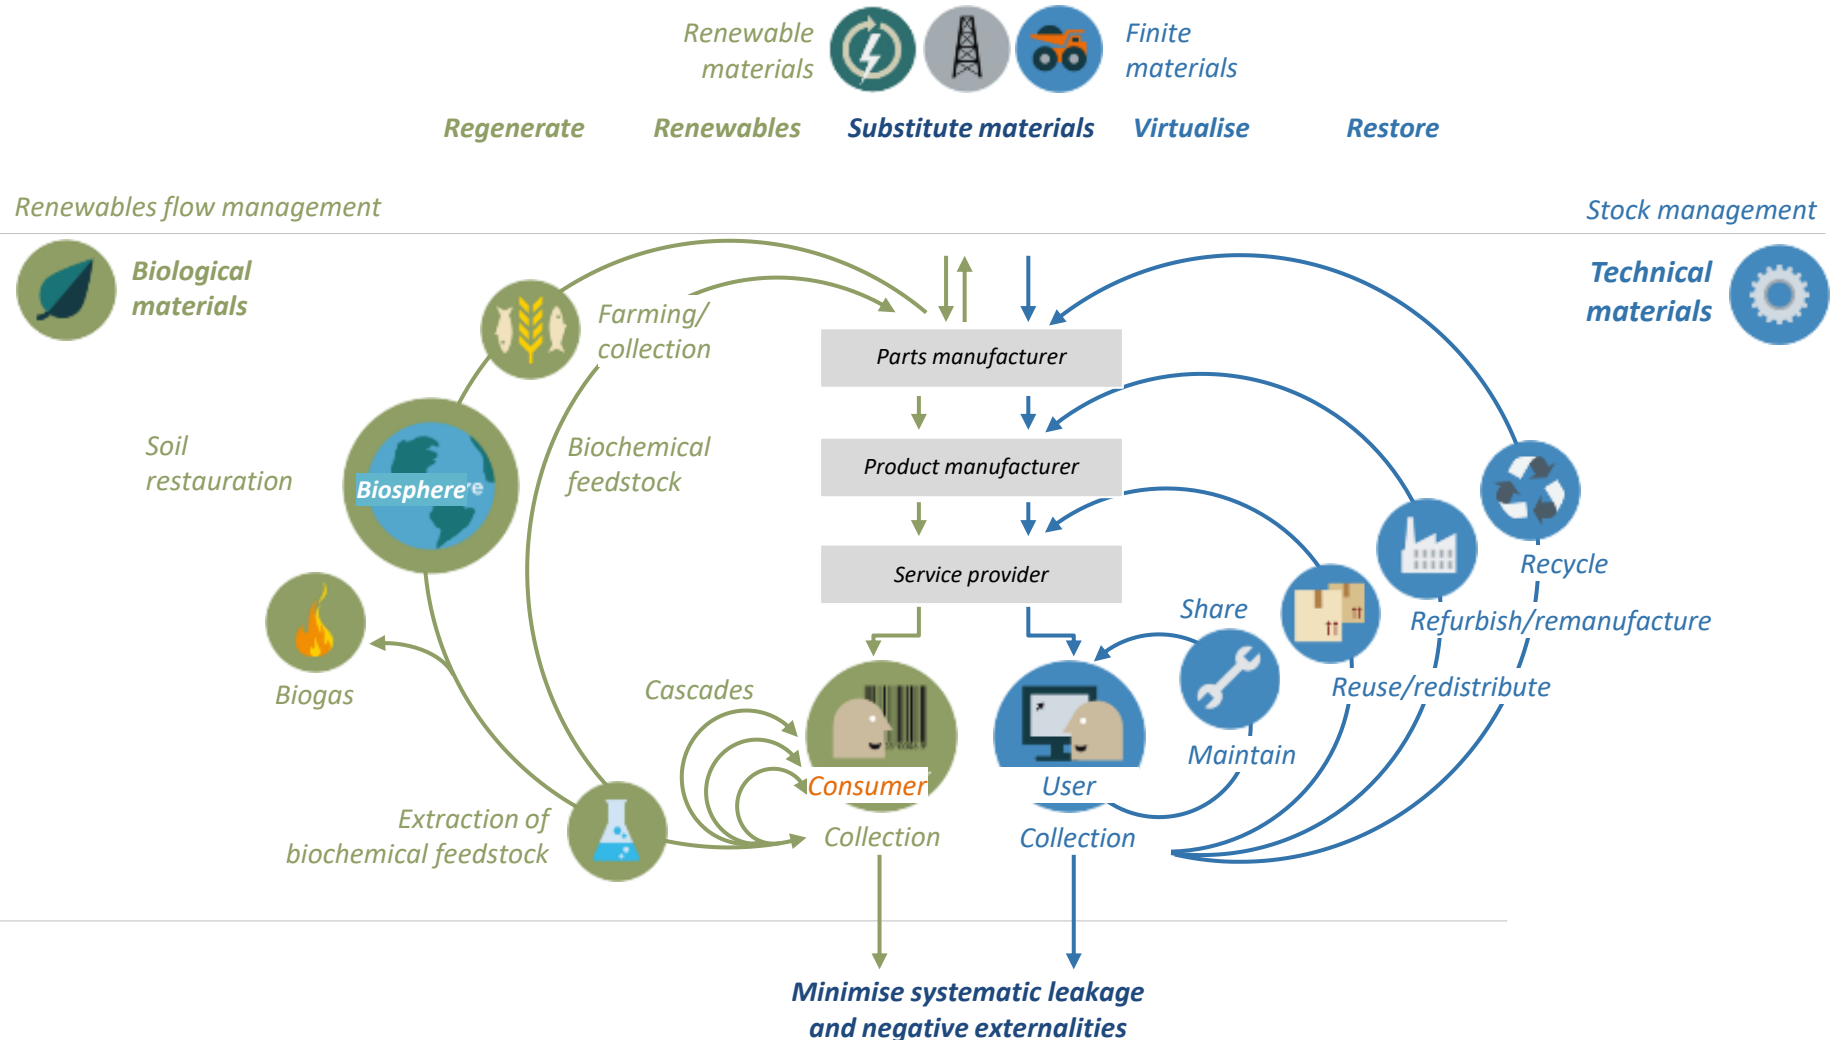 Renewable
materials
Finite
materials
Regenerate
Renewables
Substitute materials
Virtualise
Restore
Renewables flow management
Stock management
Biological
materials
Technical
materials
Farming/
collection
Parts manufacturer
Soil
restauration
Biosphere
Biochemical
feedstock
Product manufacturer
Service provider
Recycle
Share
Refurbish/remanufacture
Biogas
Cascades
Reuse/redistribute
Maintain
Consumer
User
Extraction of
biochemical feedstock
Collection
Collection
Minimise systematic leakage
and negative externalities